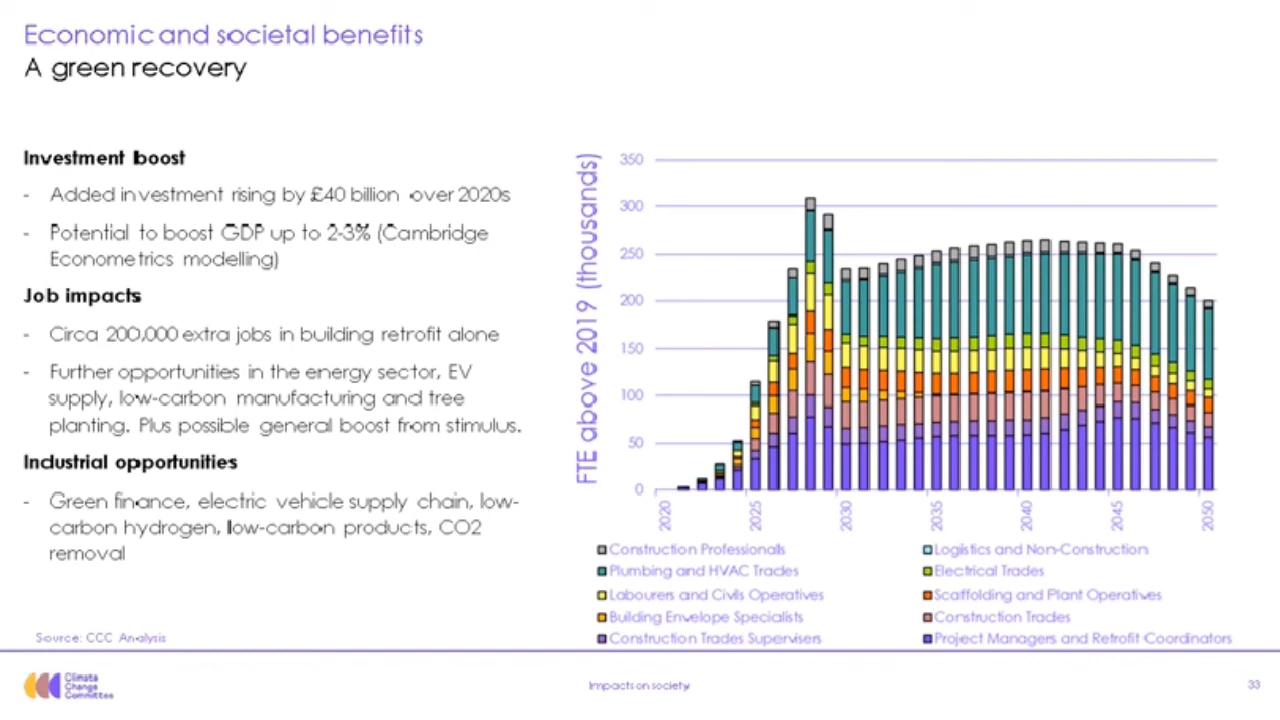 Economic and societal benefits
A green recovery
Investment boost
- Added investment rising by £40 billion over 2020s
- Potential to boost GDP up to 2-3% (Cambridge
Econometrics modelling)
Job impacts
- Circa 200,000 extra jobs in building retrofit alone
- Further opportunities in the energy sector, EV
supply, low-carbon manufacturing and tree
planting. Plus possible general boost from stimulus.
Industrial opportunities
- Green finance, electric vehicle supply chain, low-
carbon hydrogen, low-carbon products, CO2
removal
Source: CCC Analysis
FTE above 2019 (thousands)
350
300
250
200
150
100
50
0
2020
2025
2030
2035
2040
2045
2050
Construction Professionals
Logistics and Non-Construction
Plumbing and HVAC Trades
Electrical Trades
Labourers and Civils Operatives
Scaffolding and Plant Operatives
Building Envelope Specialists
Construction Trades
Construction Trades Supervisers
Project Managers and Retrofit Coordinators
Climate
Change
Committee
Impacts on society
33